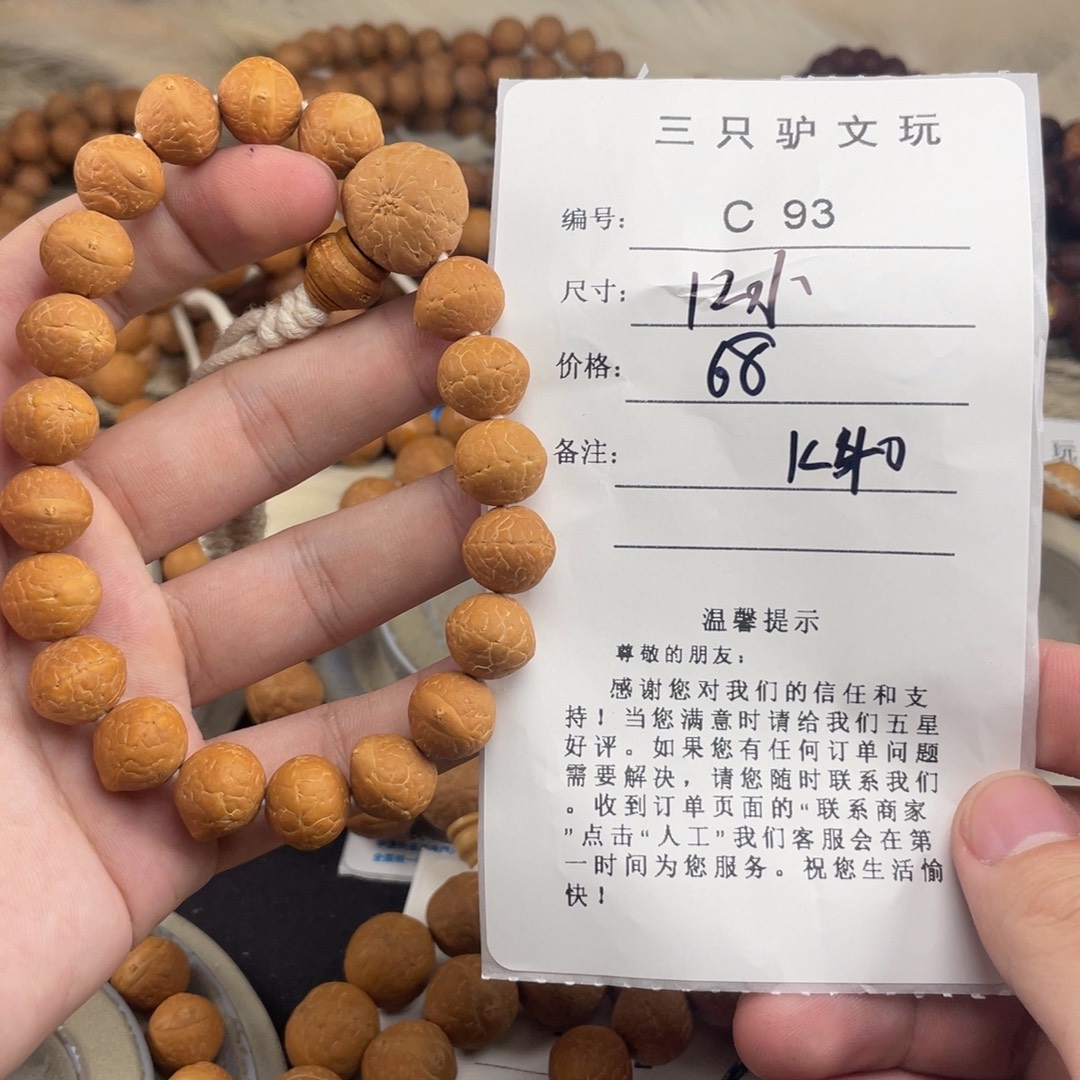 三只驴文玩
编号: C 93
尺寸: 12小
价格: 68
备注:
温馨提示
尊敬的朋友:
感谢您对我们的信任和支
持!当您满意时请给我们五星
好评。如果您有任何订单问题
需要解决,请您随时联系我们
。收到订单页面的“联系商家
”点击“人工”我们客服会在第
一时间为您服务。祝您生活愉
快!
玩